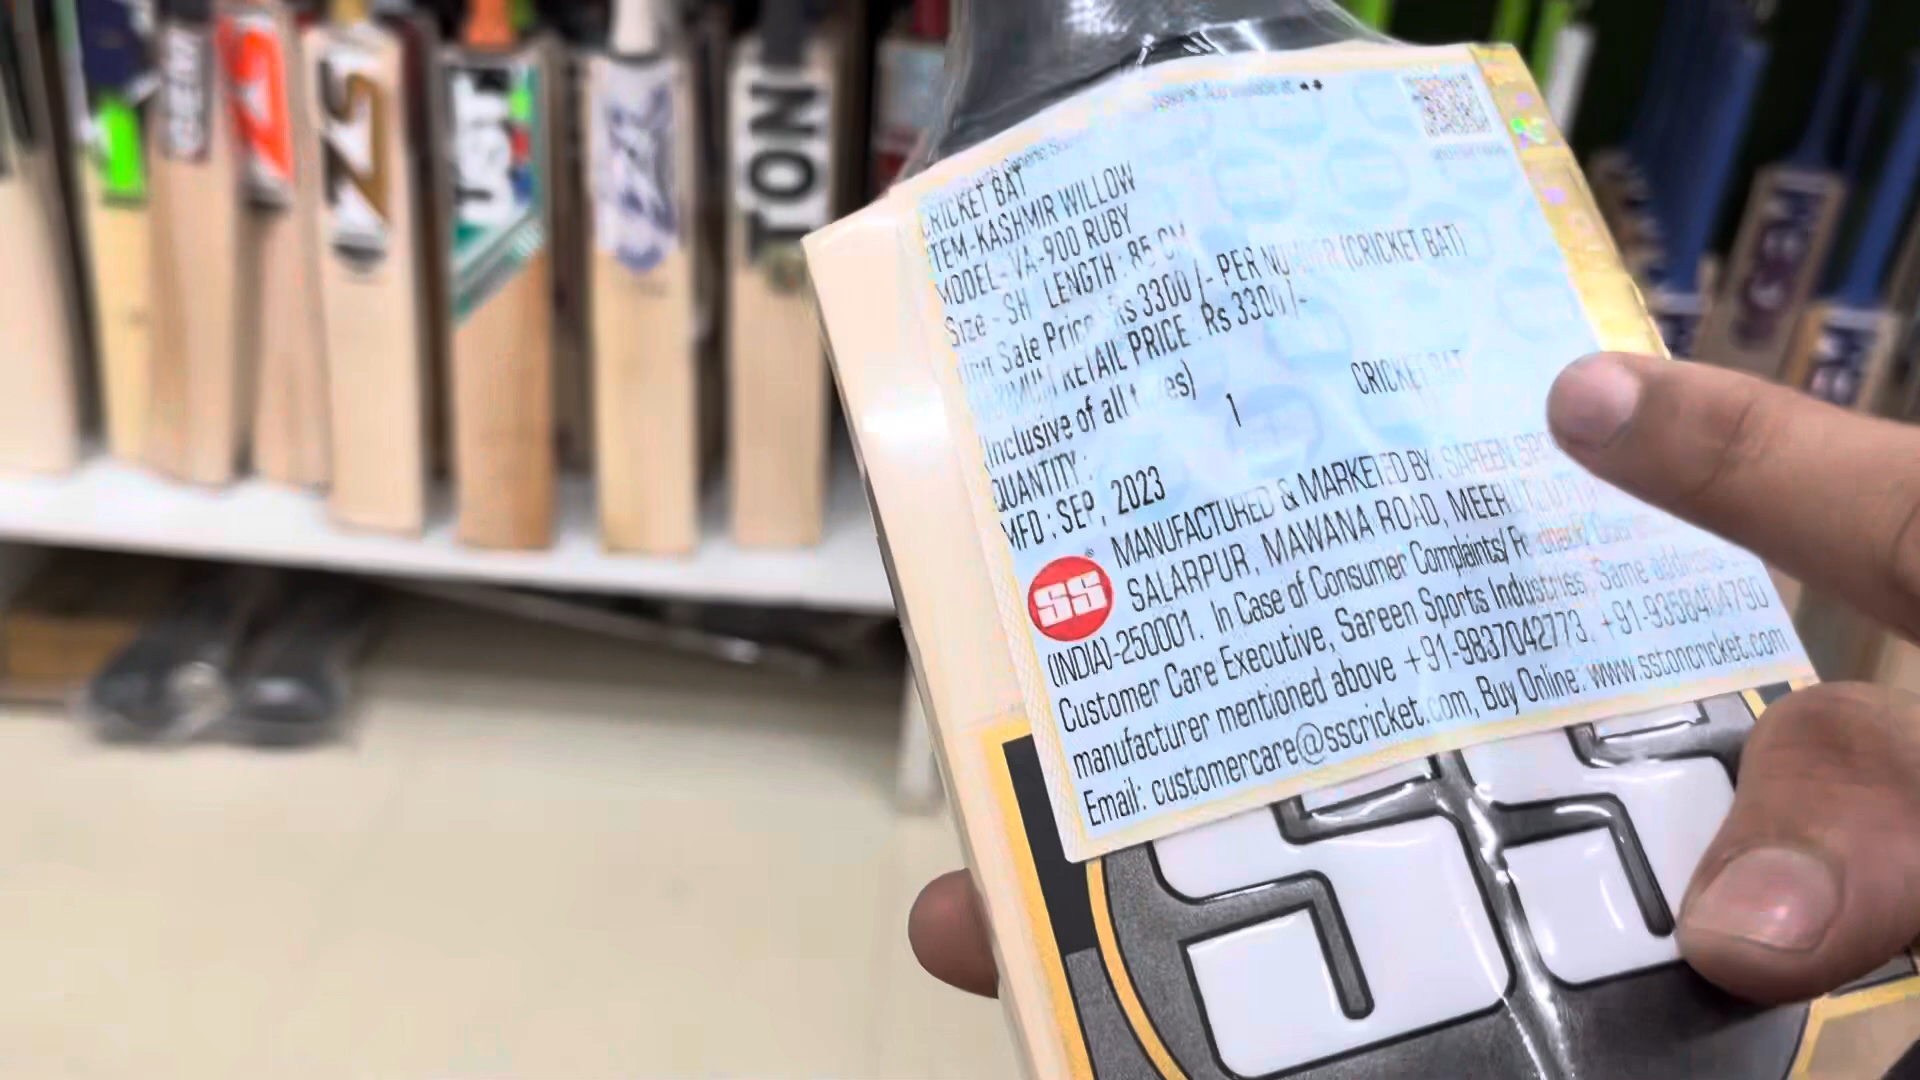 CRICKET BAT
ITEM-KASHMIR WILLOW
MODEL- VA-900 RUBY
Size - SH LENGTH : 85 CM
Unit Sale Price Rs 3300 /- PER NUMBER (CRICKET BAT)
MAXIMUM RETAIL PRICE : Rs 3300 /-
(Inclusive of all taxes)
QUANTITY : 1 CRICKET BAT
MFD : SEP, 2023
MANUFACTURED & MARKETED BY: SAREEN
SALARPUR, MAWANA ROAD, MEERUT
(INDIA)-250001. In Case of Consumer Complaints/ Feedback/
Customer Care Executive, Sareen Sports Industries, Same address
manufacturer mentioned above +91-9837042773,
Email: customercare@sscricket.com, Buy Online: www.sstoncricket.com
SS
SS
TON